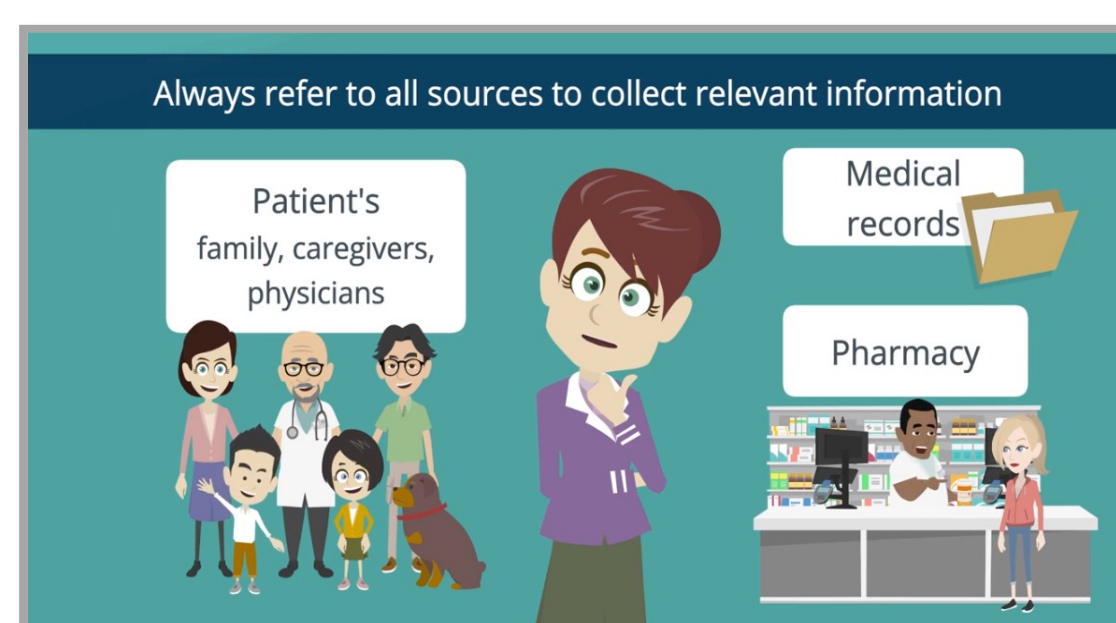 Always refer to all sources to collect relevant information
Patient's
family, caregivers,
physicians
Medical
records
Pharmacy